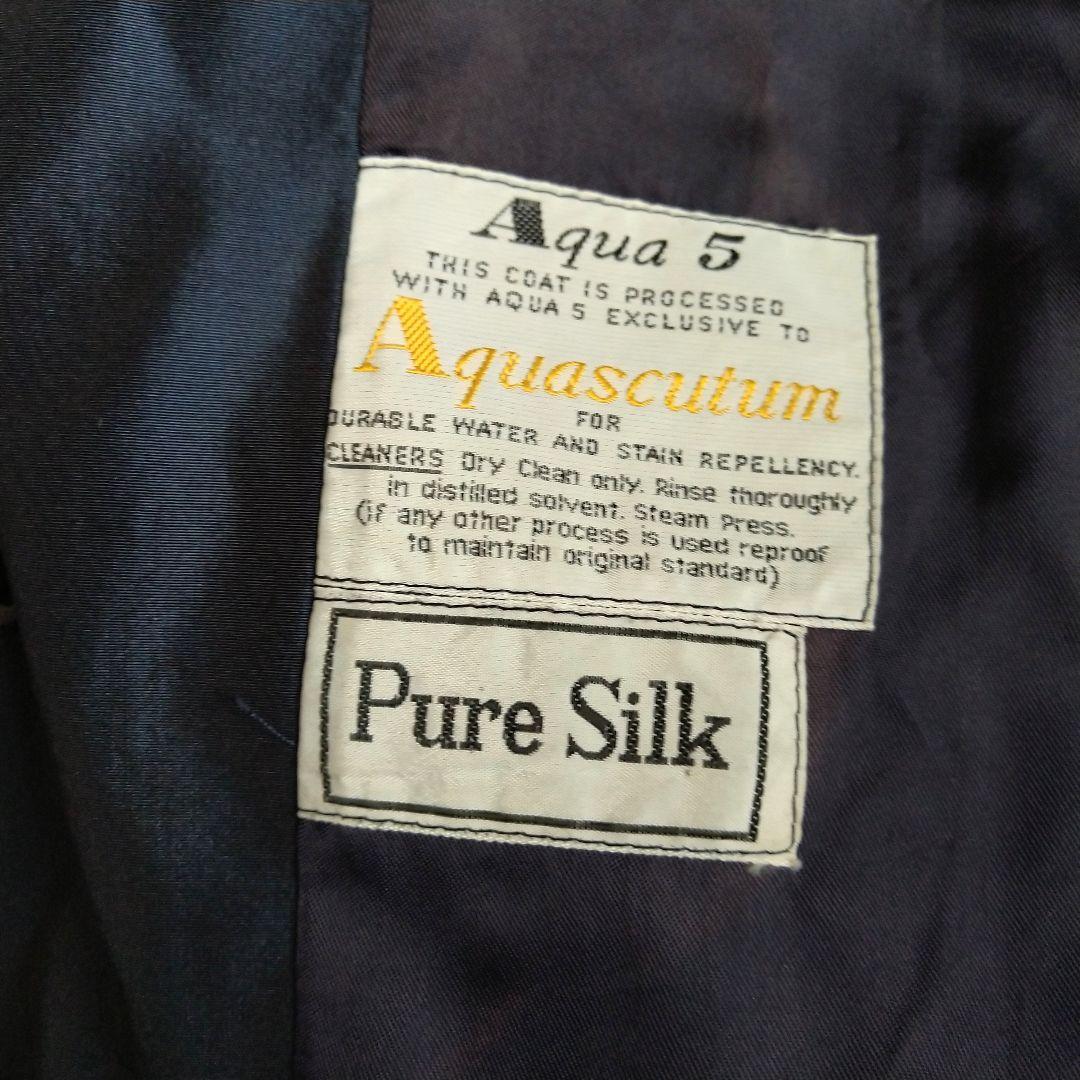 Aqua 5
THIS COAT IS PROCESSED
WITH AQUA 5 EXCLUSIVE TO
Aquascutum
FOR
DURABLE WATER AND STAIN REPELLENCY.
CLEANERS Dry Clean only. Rinse thoroughly
in distilled solvent. Steam Press.
(if any other process is used reproof
to maintain original standard)
Pure Silk